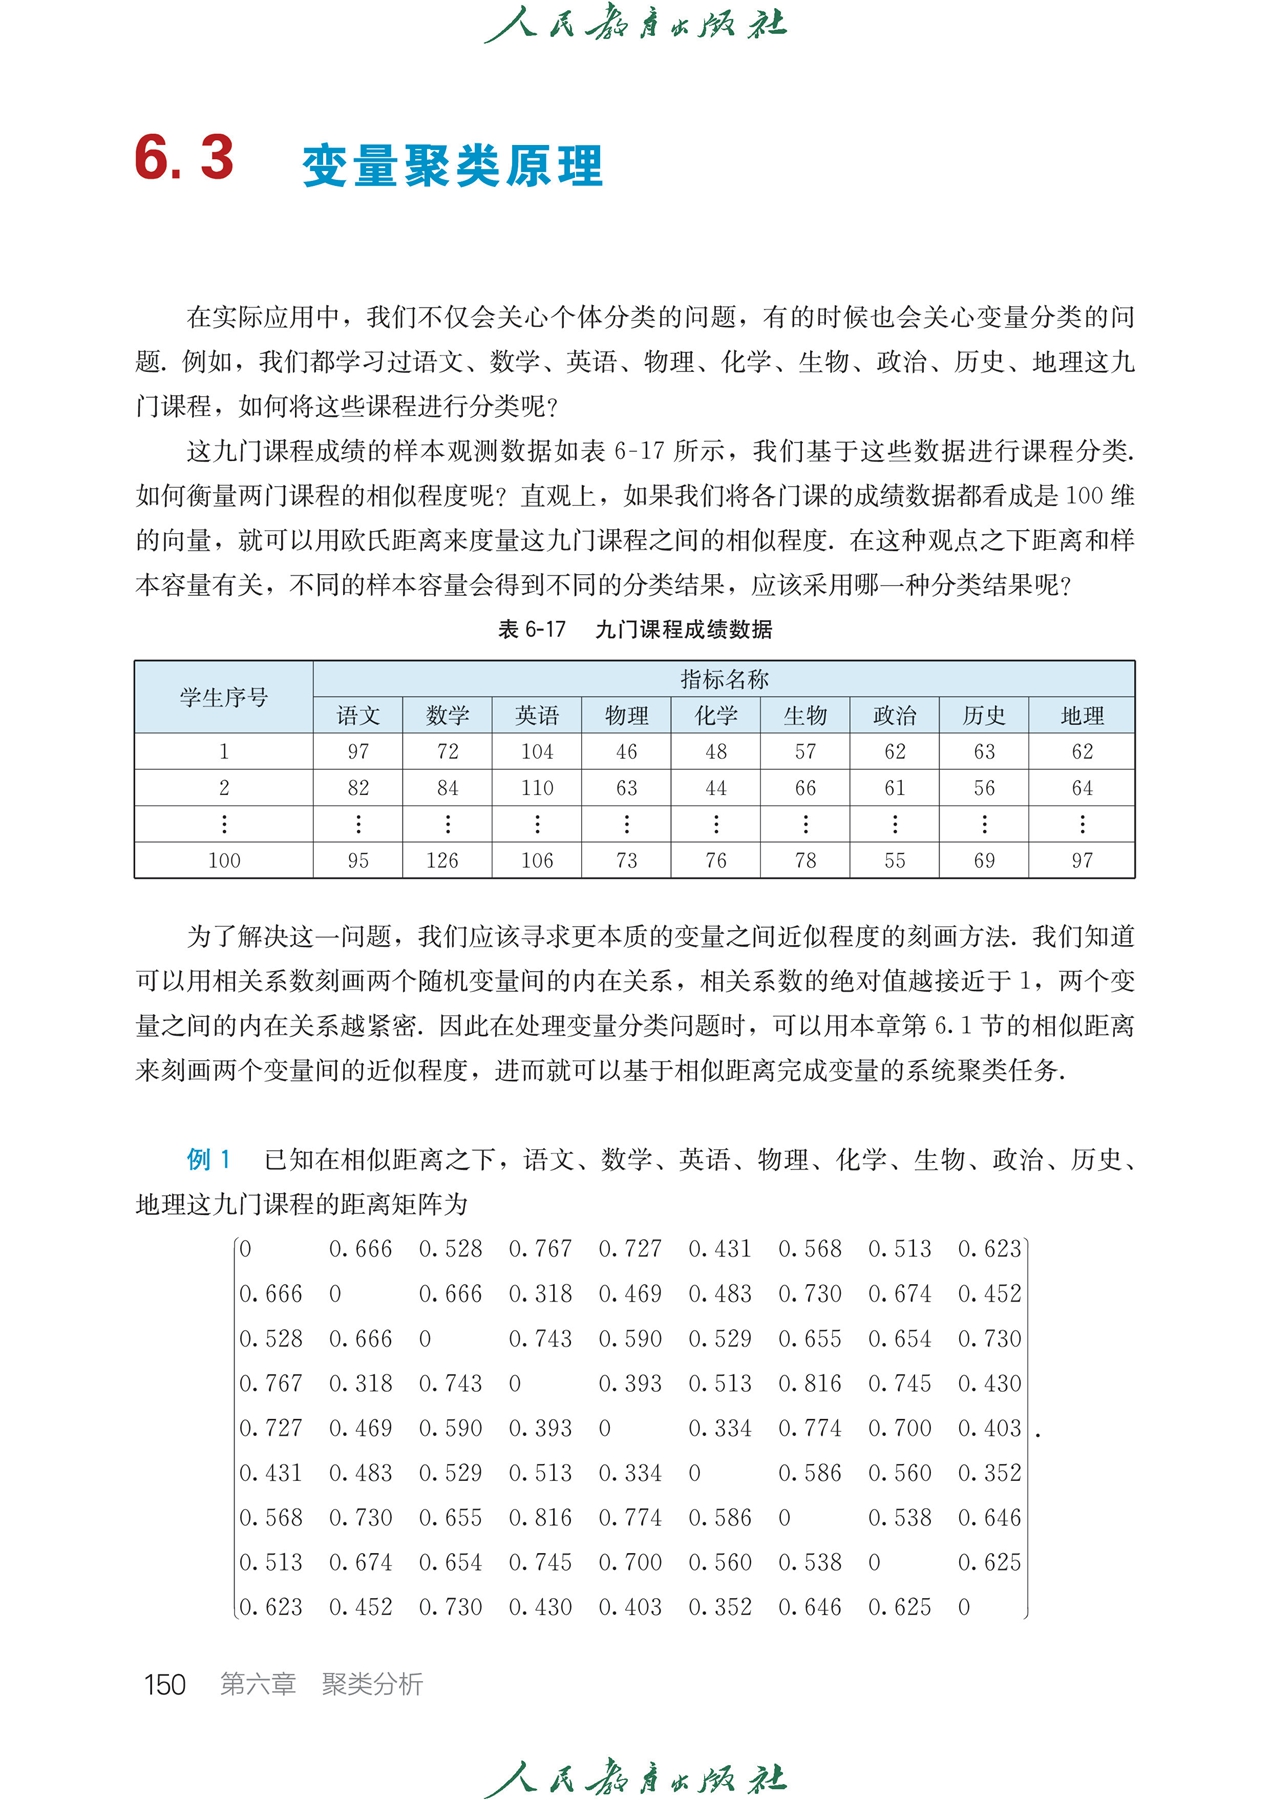 人民教育出版社
6.3 变量聚类原理
在实际应用中，我们不仅会关心个体分类的问题，有的时候也会关心变量分类的问
题．例如，我们都学习过语文、数学、英语、物理、化学、生物、政治、历史、地理这九
门课程，如何将这些课程进行分类呢？
这九门课程成绩的样本观测数据如表 6-17 所示，我们基于这些数据进行课程分类．
如何衡量两门课程的相似程度呢？直观上，如果我们将各门课的成绩数据都看成是 100 维
的向量，就可以用欧氏距离来度量这九门课程之间的相似程度．在这种观点之下距离和样
本容量有关，不同的样本容量会得到不同的分类结果，应该采用哪一种分类结果呢？
表 6-17 九门课程成绩数据
学生序号 指标名称
语文 数学 英语 物理 化学 生物 政治 历史 地理
1 97 72 104 46 48 57 62 63 62
2 82 84 110 63 44 66 61 56 64
⋮ ⋮ ⋮ ⋮ ⋮ ⋮ ⋮ ⋮ ⋮ ⋮
100 95 126 106 73 76 78 55 69 97
为了解决这一问题，我们应该寻求更本质的变量之间近似程度的刻画方法．我们知道
可以用相关系数刻画两个随机变量间的内在关系，相关系数的绝对值越接近于 1，两个变
量之间的内在关系越紧密．因此在处理变量分类问题时，可以用本章第 6.1 节的相似距离
来刻画两个变量间的近似程度，进而就可以基于相似距离完成变量的系统聚类任务．
例 1 已知在相似距离之下，语文、数学、英语、物理、化学、生物、政治、历史、
地理这九门课程的距离矩阵为
0 0.666 0.528 0.767 0.727 0.431 0.568 0.513 0.623
0.666 0 0.666 0.318 0.469 0.483 0.730 0.674 0.452
0.528 0.666 0 0.743 0.590 0.529 0.655 0.654 0.730
0.767 0.318 0.743 0 0.393 0.513 0.816 0.745 0.430
0.727 0.469 0.590 0.393 0 0.334 0.774 0.700 0.403 .
0.431 0.483 0.529 0.513 0.334 0 0.586 0.560 0.352
0.568 0.730 0.655 0.816 0.774 0.586 0 0.538 0.646
0.513 0.674 0.654 0.745 0.700 0.560 0.538 0 0.625
0.623 0.452 0.730 0.430 0.403 0.352 0.646 0.625 0
150 第六章 聚类分析
人民教育出版社